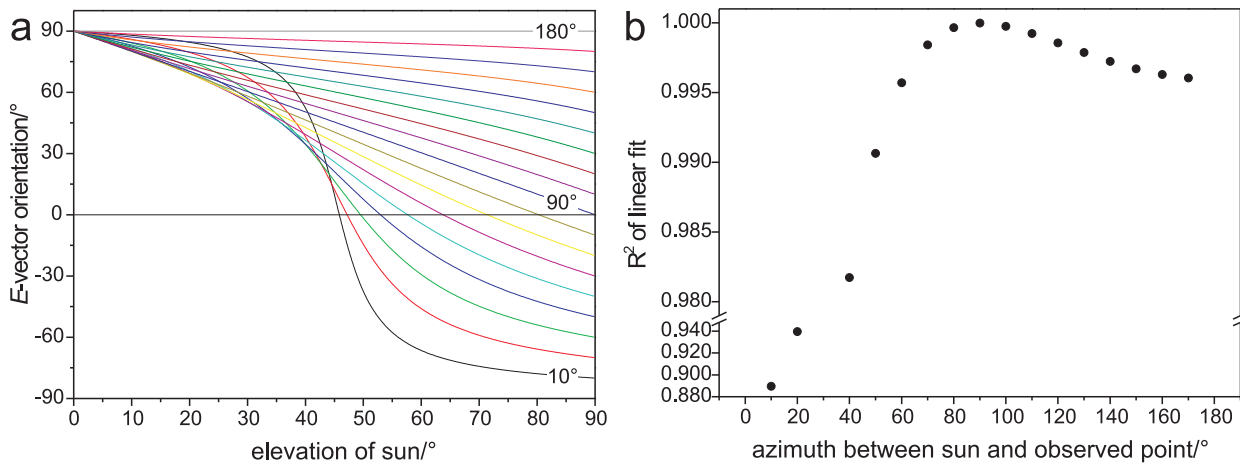 a
E-vector orientation/°
90
60
30
0
-30
-60
-90
180°
90°
10°
0 10 20 30 40 50 60 70 80 90
elevation of sun/°
b
R² of linear fit
1.000
0.995
0.990
0.985
0.980
0.940
0.920
0.900
0.880
0 20 40 60 80 100 120 140 160 180
azimuth between sun and observed point/°